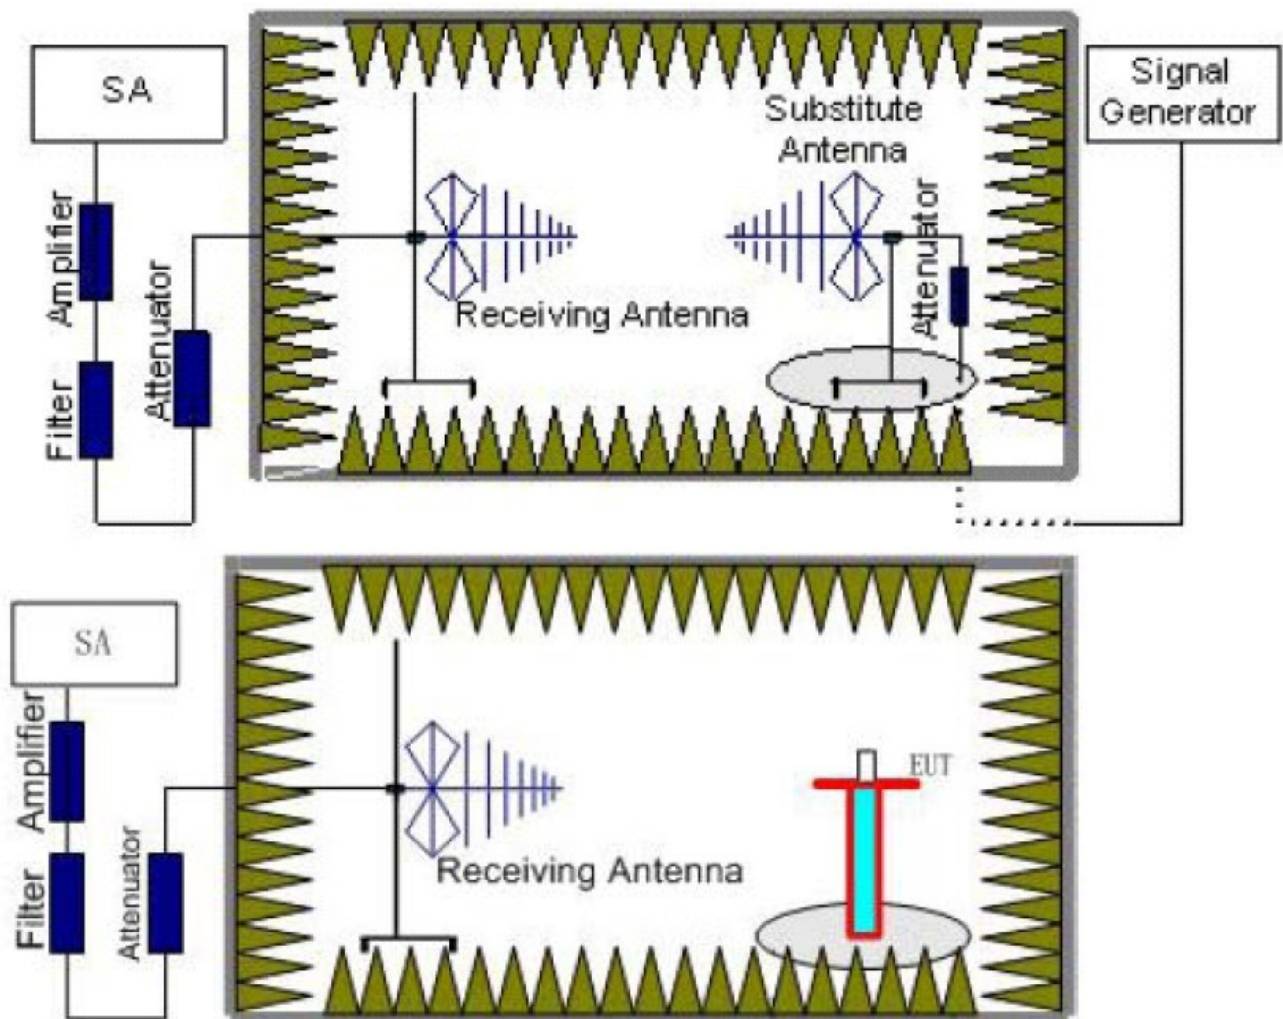 SA
Signal
Generator
Substitute
Antenna
Amplifier
Attenuator
Attenuator
Receiving Antenna
Filter
SA
Amplifier
EUT
Receiving Antenna
Filter
Attenuator